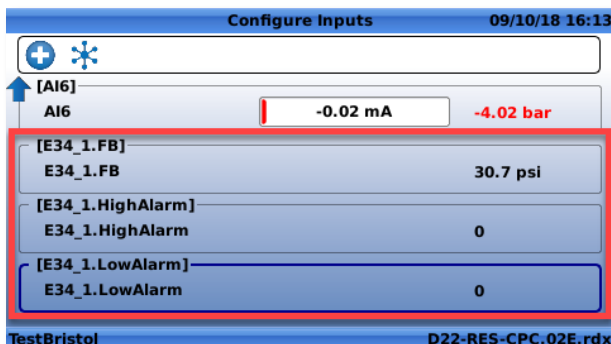 Configure Inputs 09/10/18 16:13
[AI6]
AI6 -0.02 mA -4.02 bar
[E34_1.FB]
E34_1.FB 30.7 psi
[E34_1.HighAlarm]
E34_1.HighAlarm 0
[E34_1.LowAlarm]
E34_1.LowAlarm 0
TestBristol D22-RES-CPC.02E.rdx